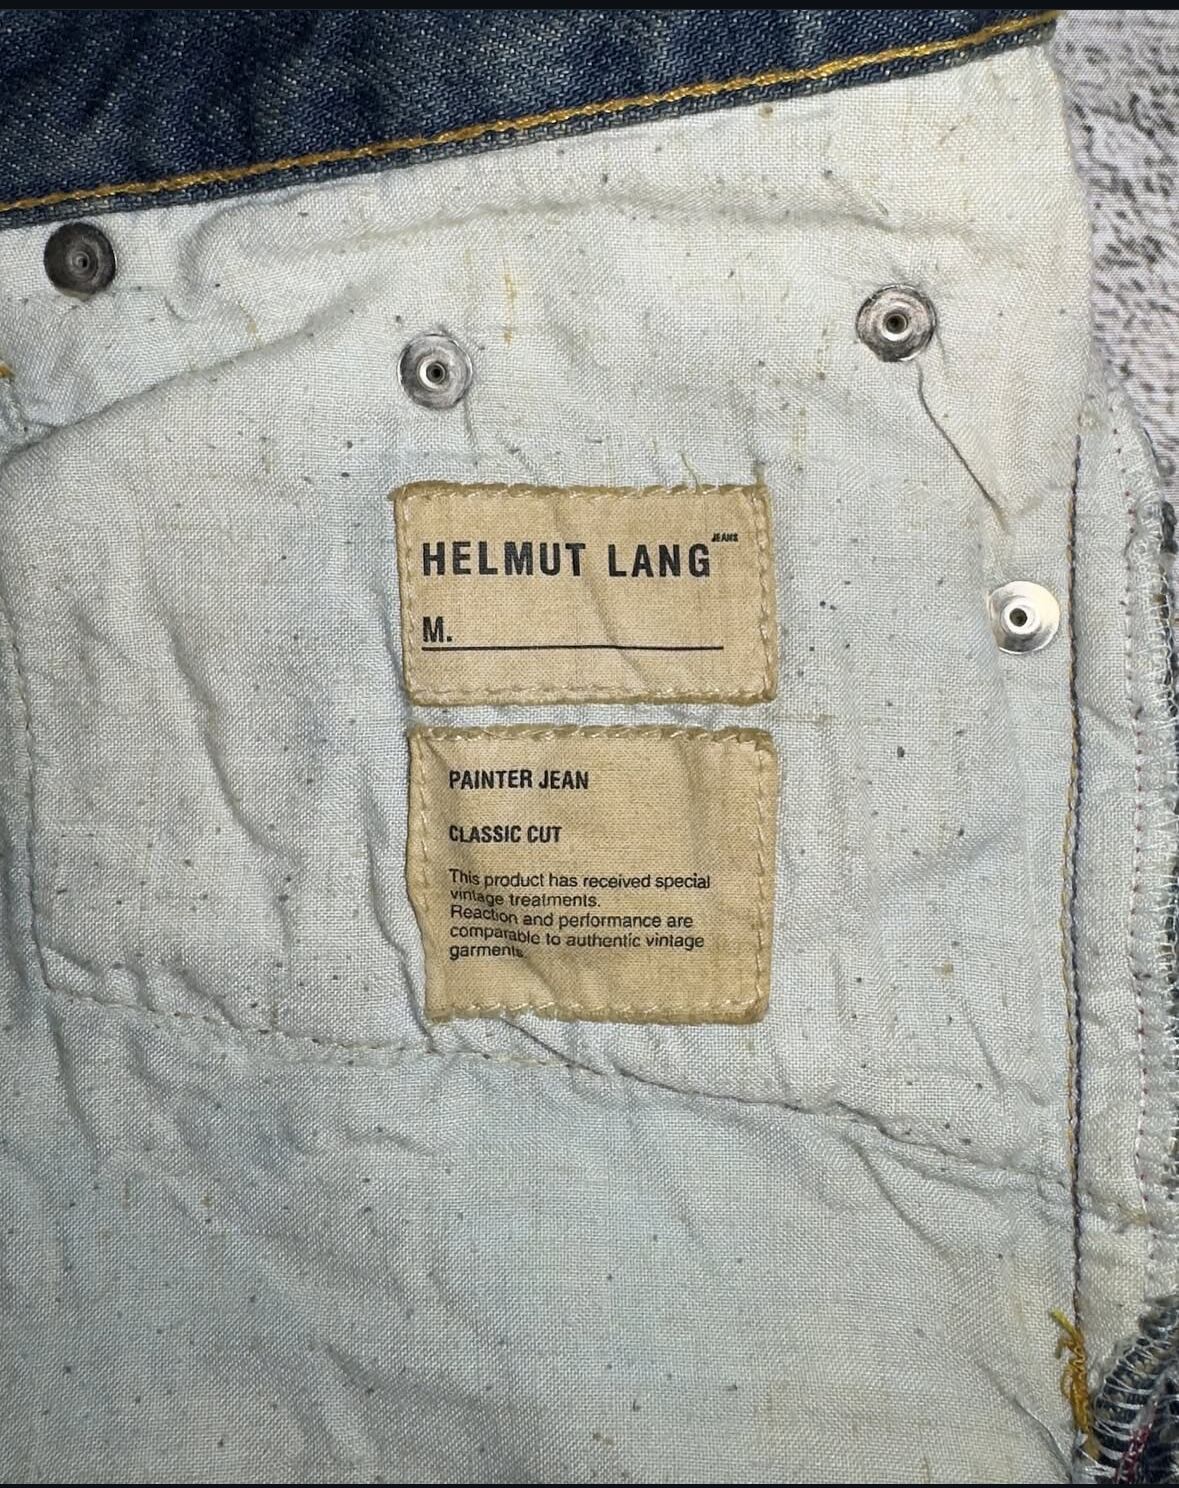 HELMUT LANG JEANS
M.
PAINTER JEAN
CLASSIC CUT
This product has received special
vintage treatments.
Reaction and performance are
comparable to authentic vintage
garments.